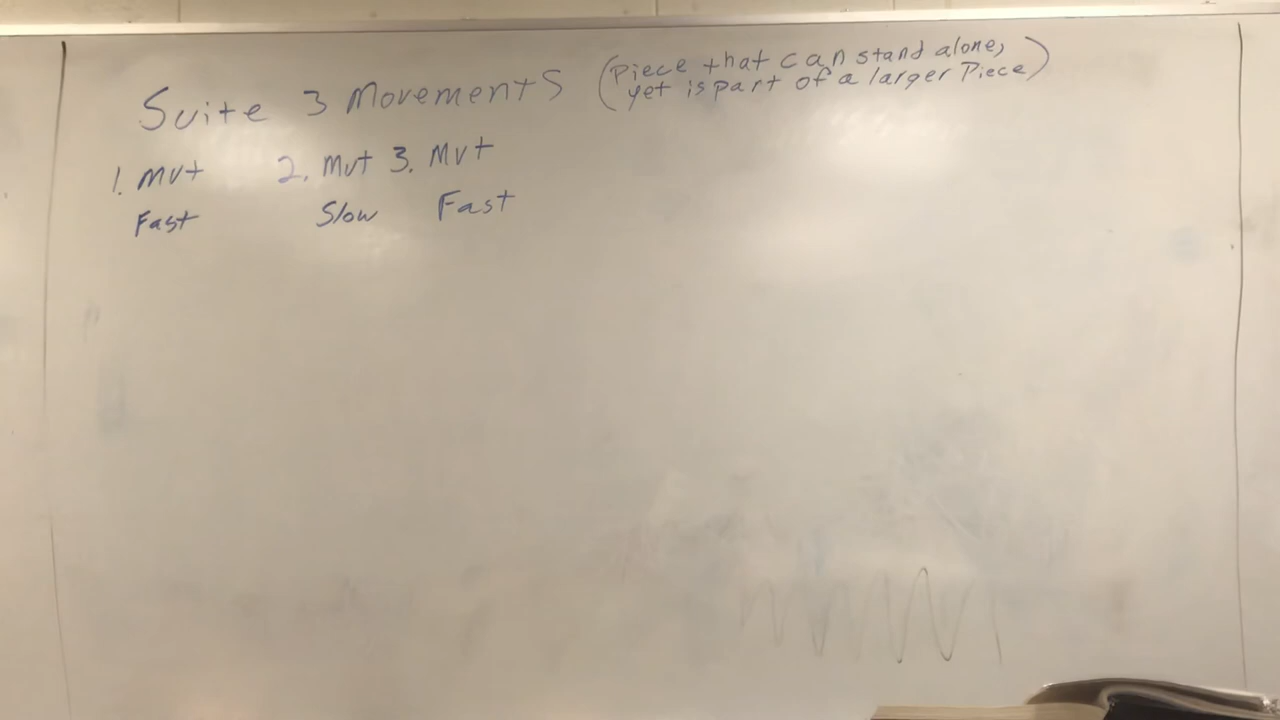 Suite 3 Movements (Piece that can stand alone,
yet is part of a larger Piece)
1. Mvt 2. Mvt 3. Mvt
Fast Slow Fast